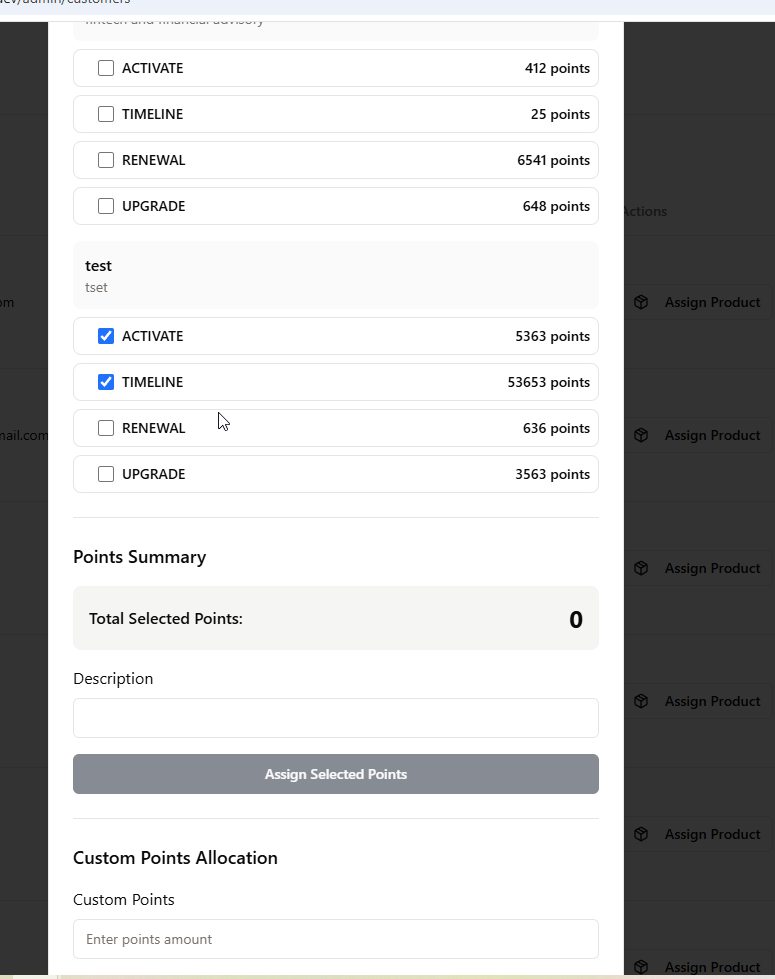 dev/admin/customers
fintech and financial advisory
ACTIVATE 412 points
TIMELINE 25 points
RENEWAL 6541 points
UPGRADE 648 points
Actions
test
tset
om Assign Product
ACTIVATE 5363 points
TIMELINE 53653 points
RENEWAL 636 points
mail.com Assign Product
UPGRADE 3563 points
Points Summary
Assign Product
Total Selected Points: 0
Description
Assign Product
Assign Selected Points
Assign Product
Custom Points Allocation
Custom Points
Enter points amount
Assign Product